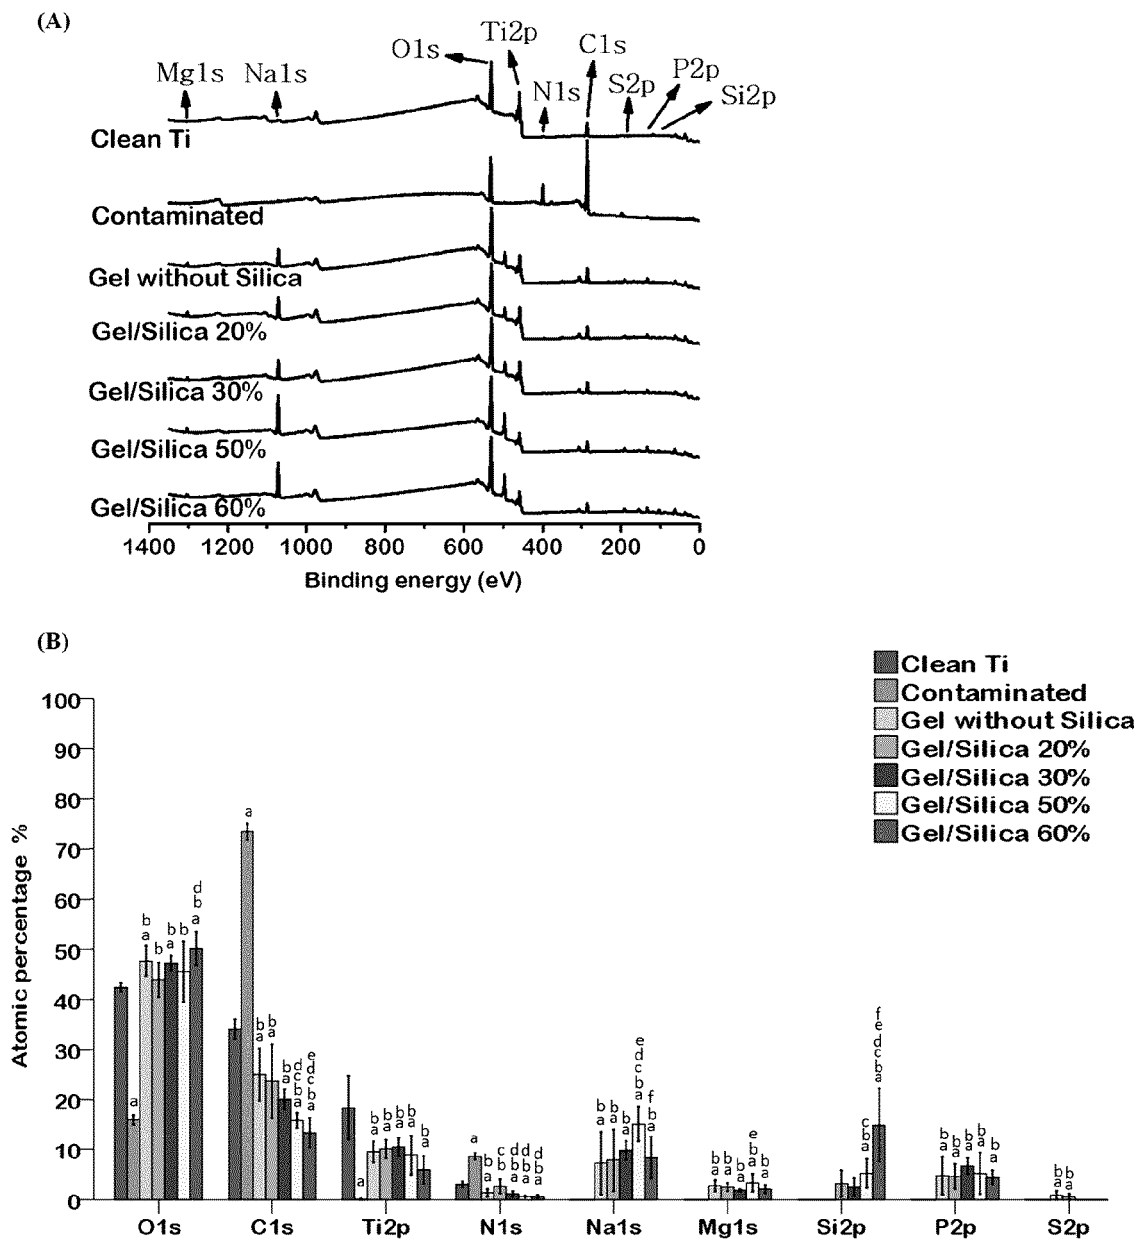 (A)
O1s
Ti2p
C1s
Mg1s
Na1s
N1s
S2p
P2p
Si2p
Clean Ti
Contaminated
Gel without Silica
Gel/Silica 20%
Gel/Silica 30%
Gel/Silica 50%
Gel/Silica 60%
1400 1200 1000 800 600 400 200 0
Binding energy (eV)
(B)
Clean Ti
Contaminated
Gel without Silica
Gel/Silica 20%
Gel/Silica 30%
Gel/Silica 50%
Gel/Silica 60%
Atomic percentage %
100
90
80
70
60
50
40
30
20
10
0
a
b a
b
b a
b
d b a
a
b a
b a
b a
d c b a
e d c b a
a
b a
b a
b a
b a
b a
a
b a
c b
d b a
d b a
d b a
b a
b a
b a
e d c b a
f b a
b a
b a
b a
e b a
b a
c b a
f e d c b a
b a
b a
b a
b a
b a
b a
b a
O1s C1s Ti2p N1s Na1s Mg1s Si2p P2p S2p